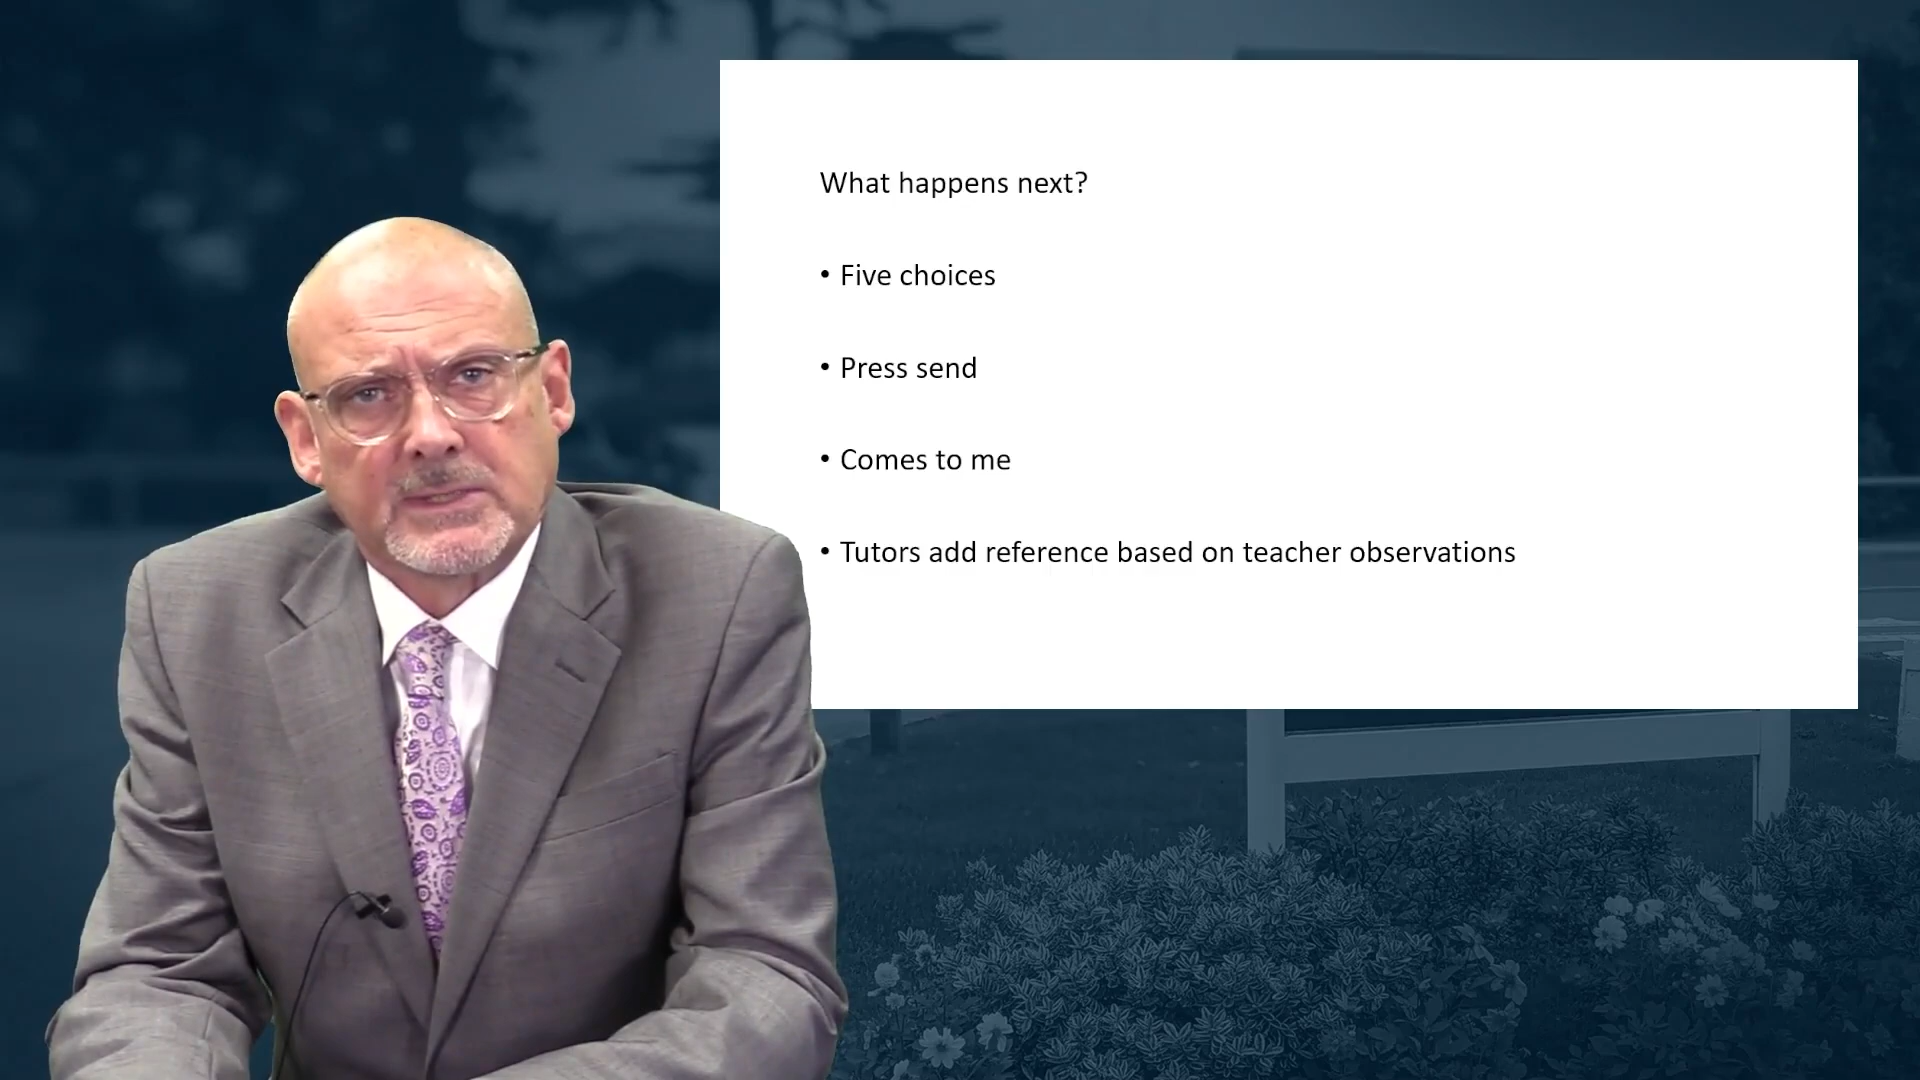 What happens next?
• Five choices
• Press send
• Comes to me
• Tutors add reference based on teacher observations